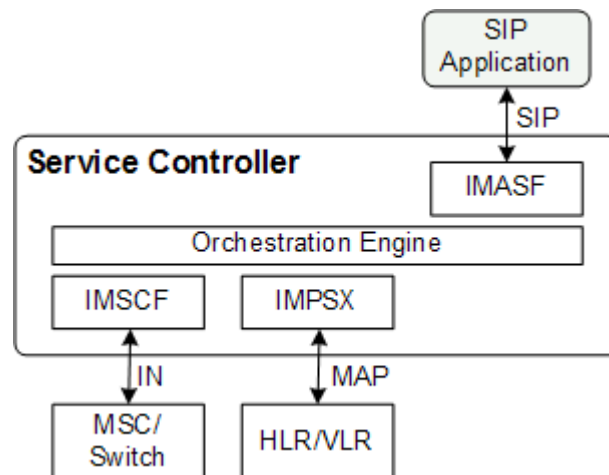 SIP
Application
SIP
Service Controller
IMASF
Orchestration Engine
IMSCF
IMPSX
IN
MAP
MSC/
Switch
HLR/VLR